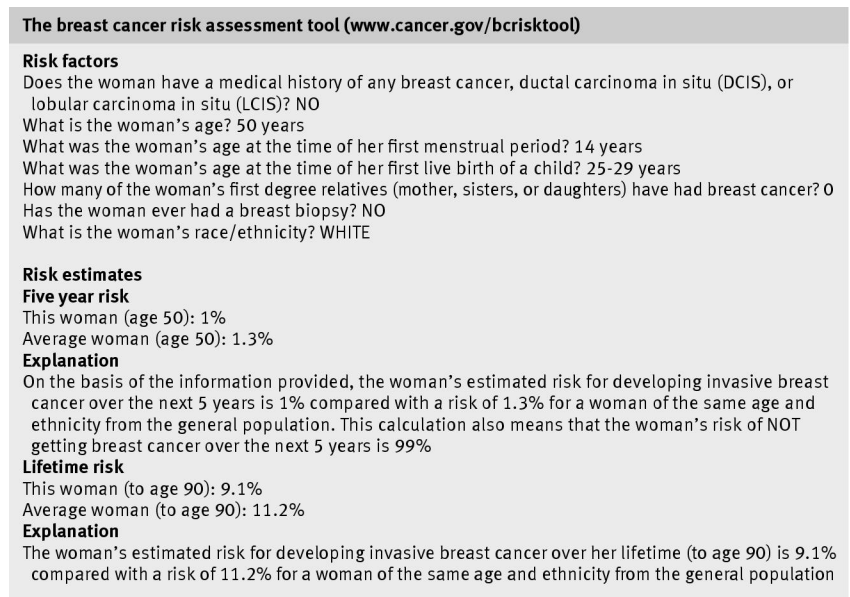 The breast cancer risk assessment tool (www.cancer.gov/bcrisktool)
Risk factors
Does the woman have a medical history of any breast cancer, ductal carcinoma in situ (DCIS), or
lobular carcinoma in situ (LCIS)? NO
What is the woman's age? 50 years
What was the woman's age at the time of her first menstrual period? 14 years
What was the woman's age at the time of her first live birth of a child? 25-29 years
How many of the woman's first degree relatives (mother, sisters, or daughters) have had breast cancer? 0
Has the woman ever had a breast biopsy? NO
What is the woman's race/ethnicity? WHITE
Risk estimates
Five year risk
This woman (age 50): 1%
Average woman (age 50): 1.3%
Explanation
On the basis of the information provided, the woman's estimated risk for developing invasive breast
cancer over the next 5 years is 1% compared with a risk of 1.3% for a woman of the same age and
ethnicity from the general population. This calculation also means that the woman's risk of NOT
getting breast cancer over the next 5 years is 99%
Lifetime risk
This woman (to age 90): 9.1%
Average woman (to age 90): 11.2%
Explanation
The woman's estimated risk for developing invasive breast cancer over her lifetime (to age 90) is 9.1%
compared with a risk of 11.2% for a woman of the same age and ethnicity from the general population